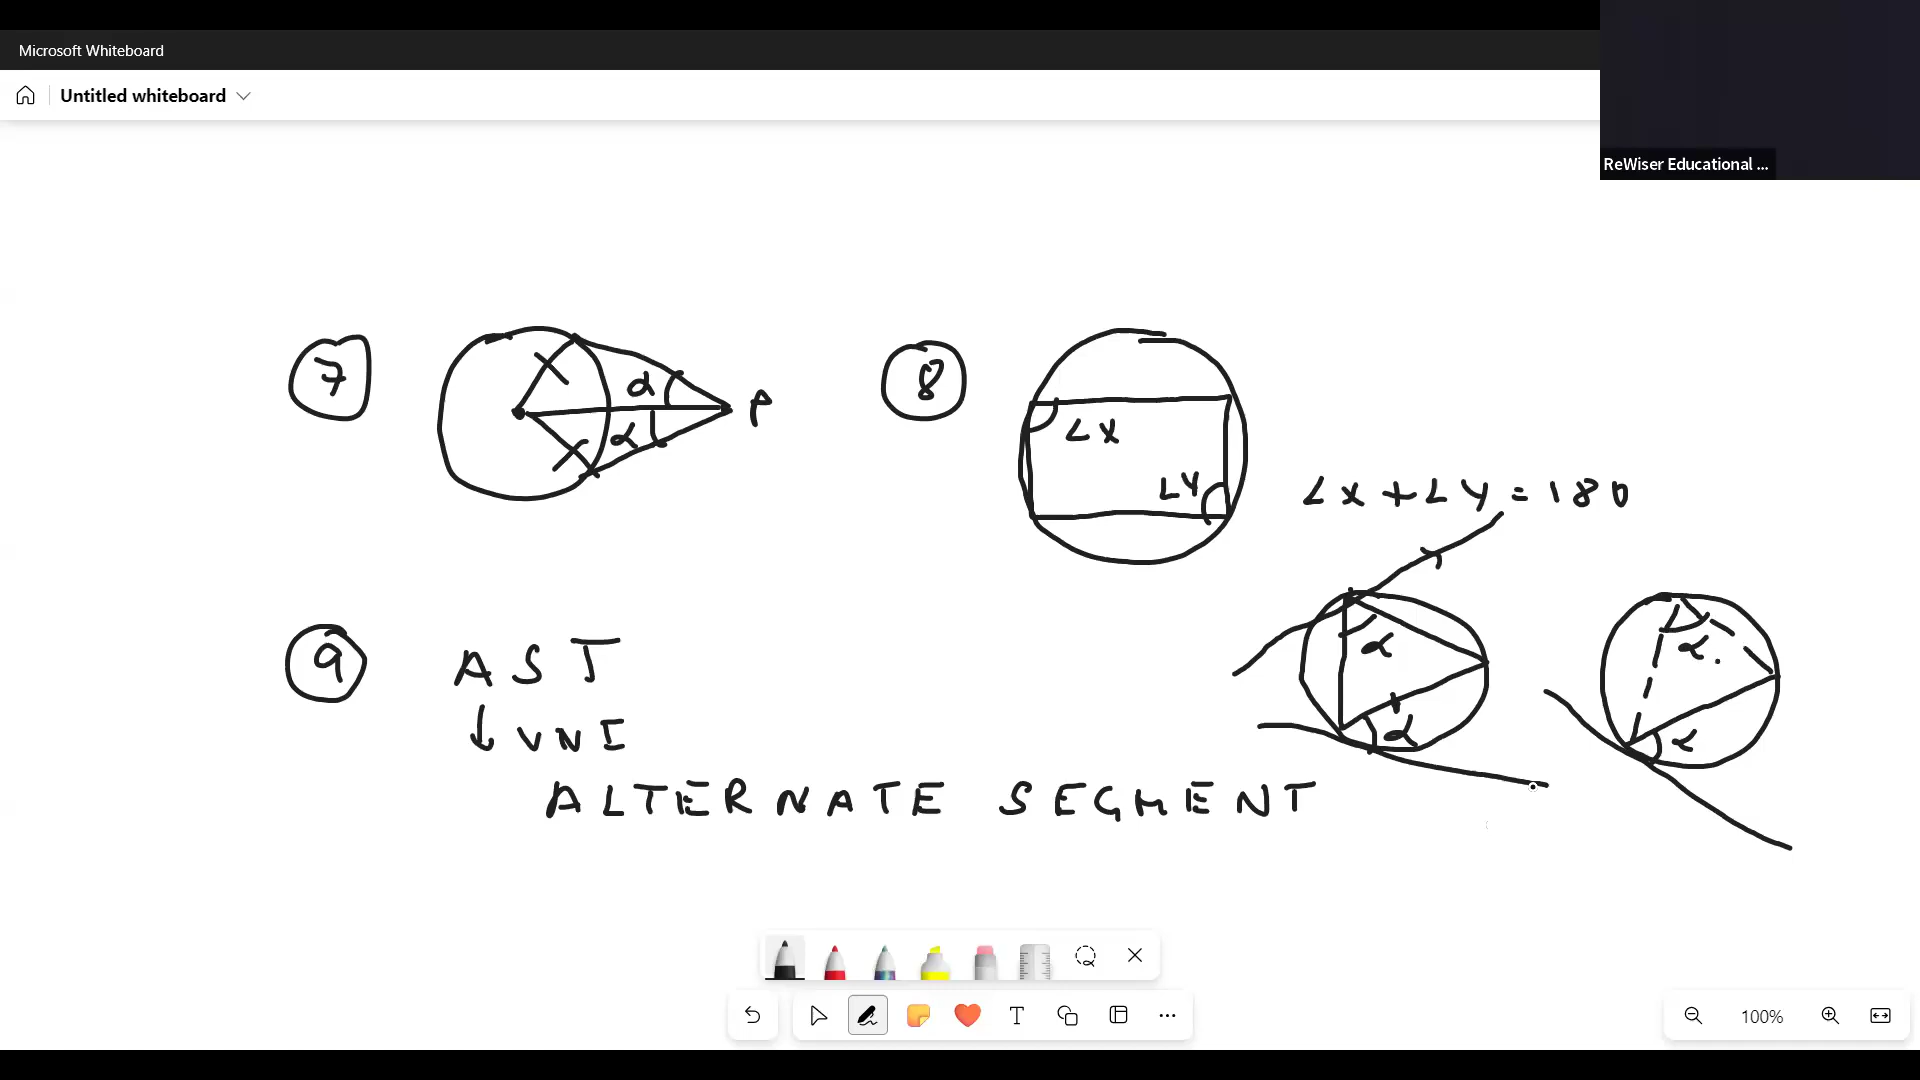 Microsoft Whiteboard
Untitled whiteboard
ReWiser Educational ...
7
α
α
P
8
∠X
∠Y
∠X+∠Y=180
9
AST
↓ VNI
ALTERNATE SEGMENT
α
α
α.
α
100%